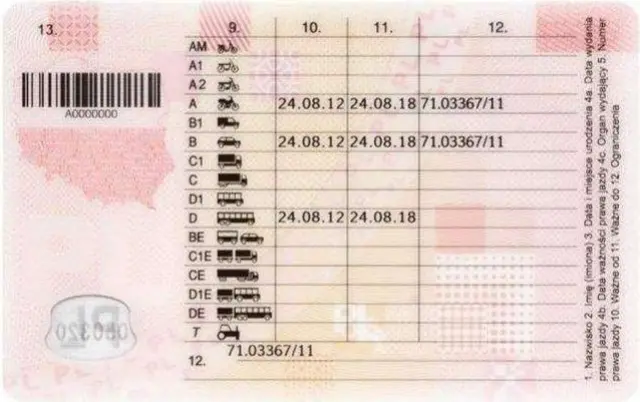 13.
9. 10. 11. 12.
AM
A1
A2
A 24.08.12 24.08.18 71.03367/11
B1
B 24.08.12 24.08.18 71.03367/11
C1
C
D1
D 24.08.12 24.08.18
BE
C1E
CE
D1E
DE
T
12. 71.03367/11
A0000000
1. Nazwisko 2. Imię (imiona) 3. Data i miejsce urodzenia 4a. Data wydania
prawa jazdy 4b. Data ważności prawa jazdy 4c. Organ wydający 5. Numer
prawa jazdy 10. Ważne od 11. Ważne do 12. Ograniczenia